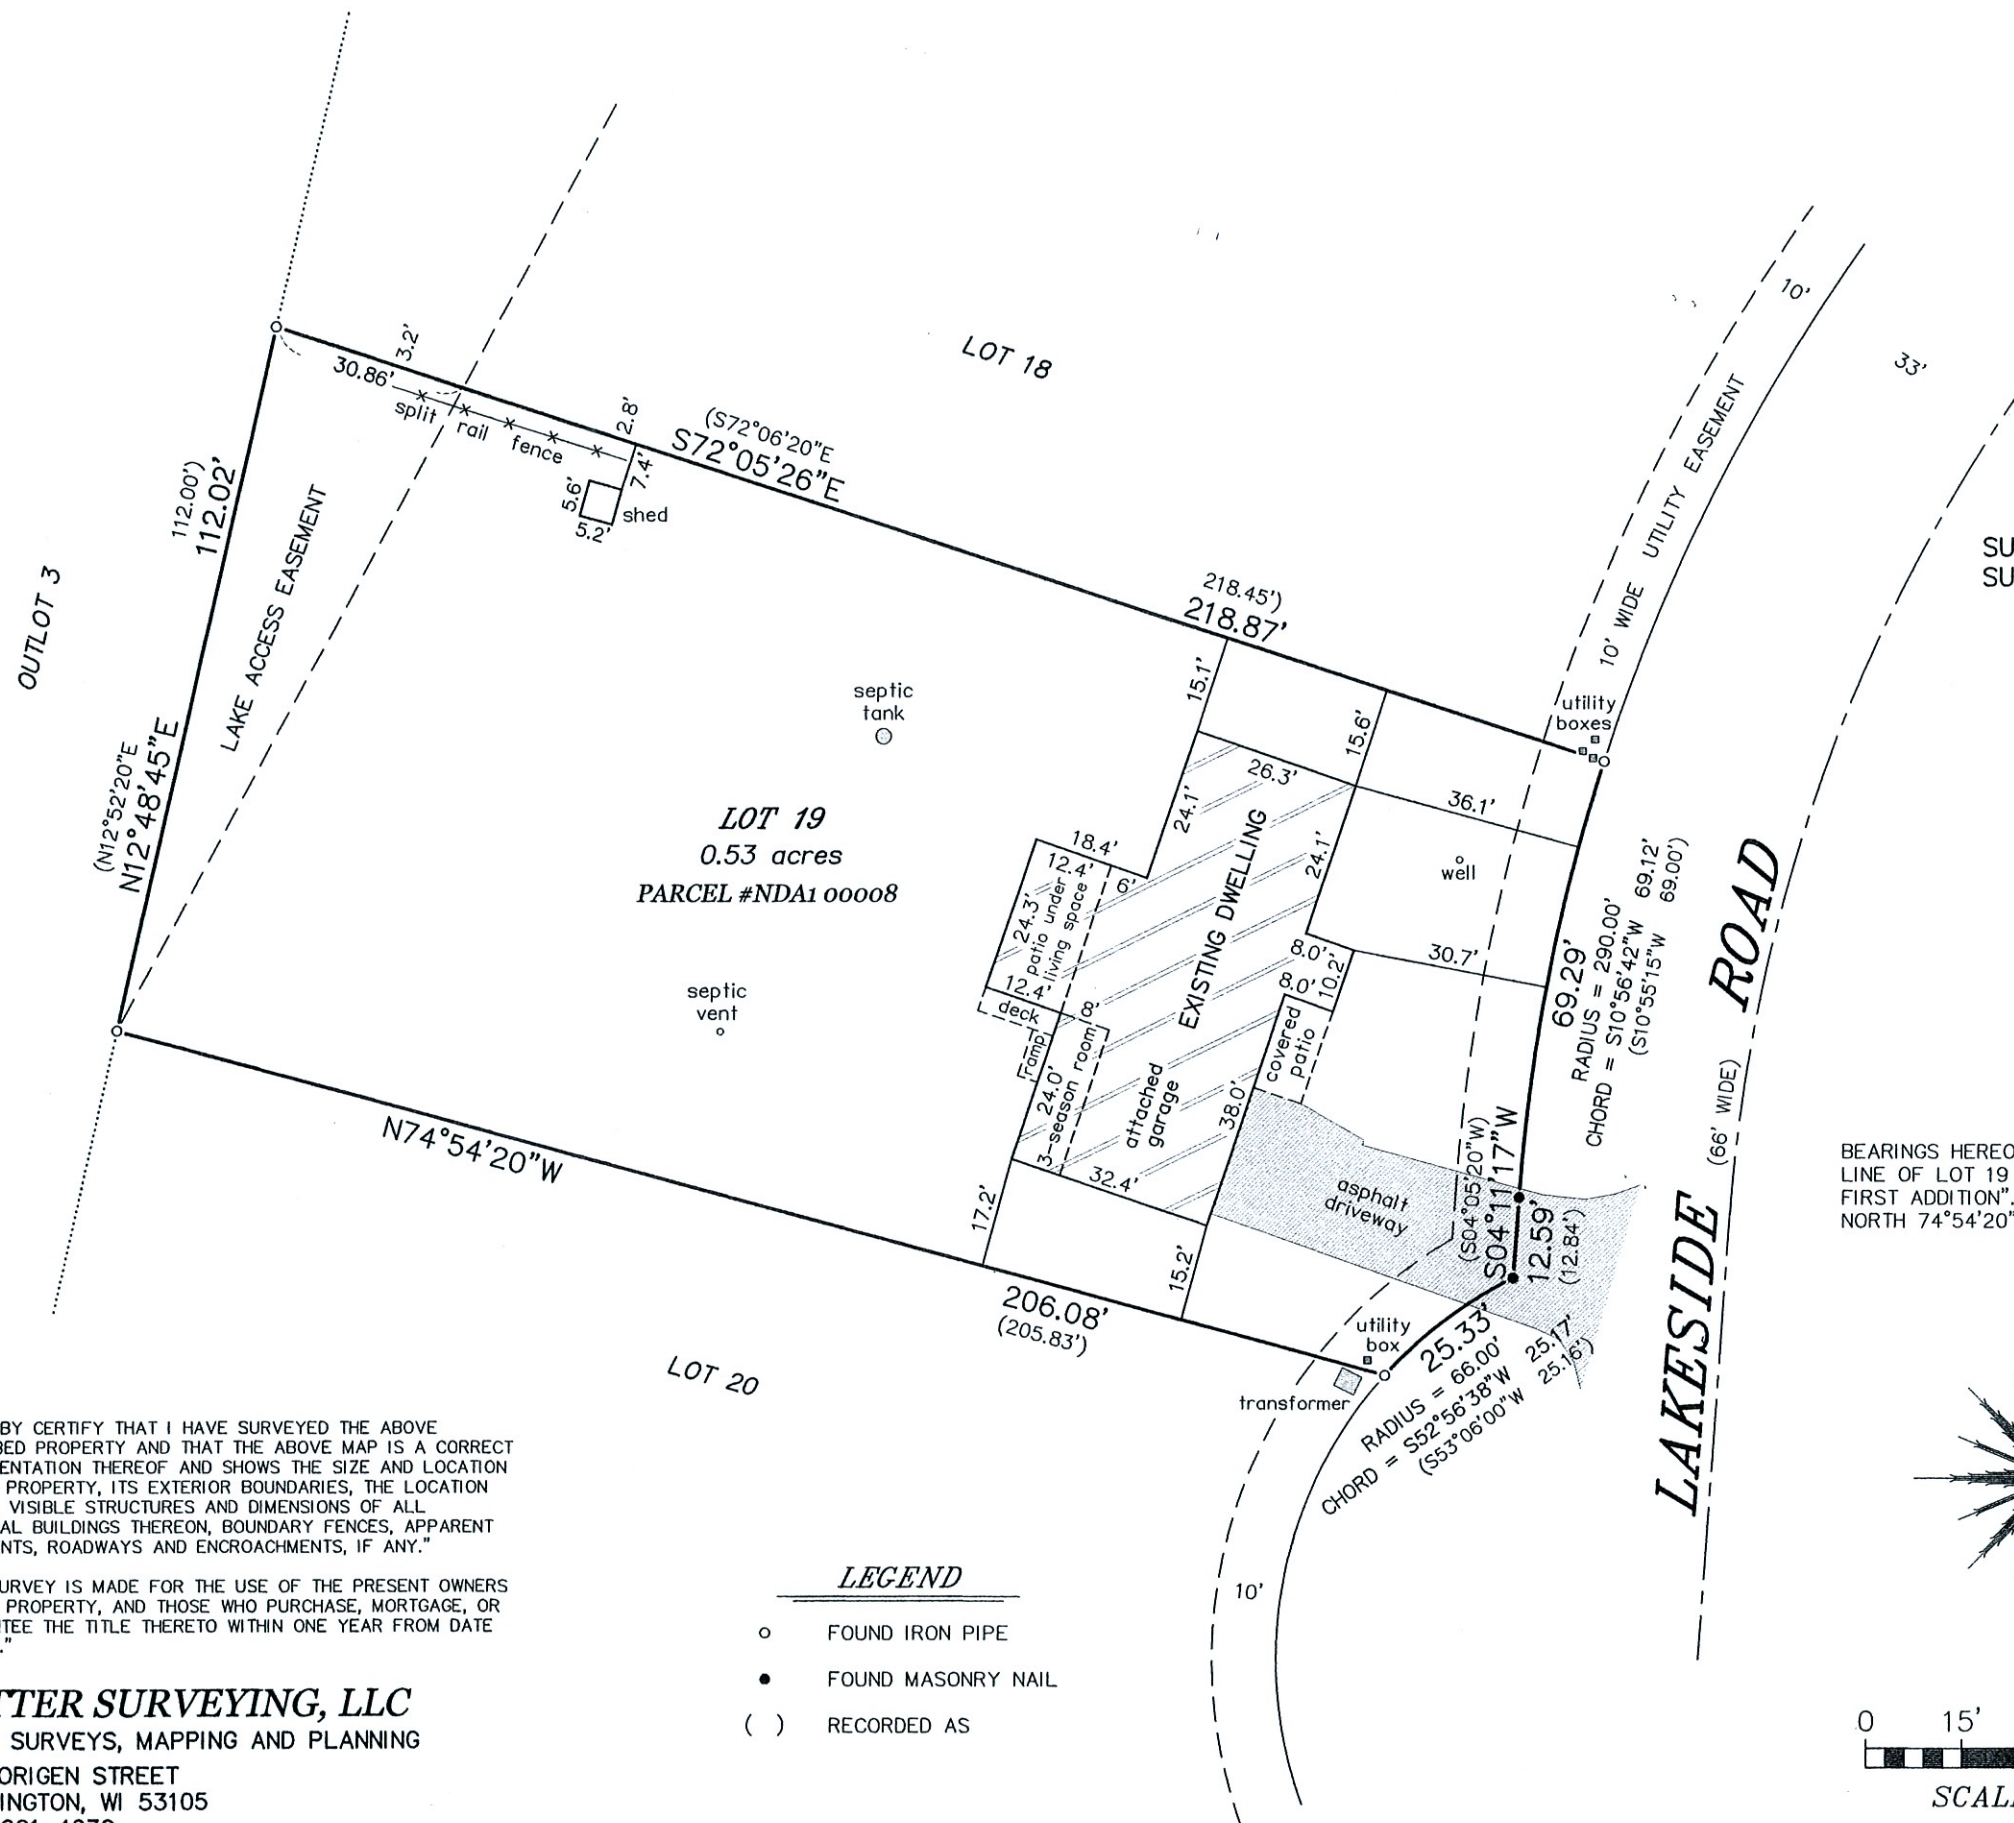 10'
33'
LOT 18
3.2'
30.86'
split rail fence
2.8'
7.4'
5.6'
5.2'
shed
(S72°06'20"E
S72°05'26"E
218.45')
218.87'
112.00')
112.02'
(N12°52'20"E
N12°48'45"E
OUTLOT 3
LAKE ACCESS EASEMENT
10' WIDE UTILITY EASEMENT
SU
SU
utility
boxes
septic
tank
15.1'
15.6'
26.3'
36.1'
24.1'
24.1'
LOT 19
0.53 acres
PARCEL #NDA1 00008
18.4'
12.4'
6'
24.3'
patio under
living space
12.4'
EXISTING DWELLING
well
8.0'
30.7'
8.0'
10.2'
septic
vent
deck
ramp
8'
24.0'
3-season room
attached
garage
covered
patio
38.0'
32.4'
17.2'
15.2'
69.29'
RADIUS = 290.00'
CHORD = S10°56'42"W 69.12'
(S10°55'15"W 69.00')
LAKESIDE ROAD
(66' WIDE)
asphalt
driveway
(S04°05'20"W)
S04°11'17"W
12.59'
(12.84')
N74°54'20"W
206.08'
(205.83')
LOT 20
utility
box
transformer
25.33'
RADIUS = 66.00'
CHORD = S52°56'38"W 25.17'
(S53°06'00"W 25.16')
10'
BEARINGS HEREO
LINE OF LOT 19
FIRST ADDITION".
NORTH 74°54'20"
BY CERTIFY THAT I HAVE SURVEYED THE ABOVE
BED PROPERTY AND THAT THE ABOVE MAP IS A CORRECT
ENTATION THEREOF AND SHOWS THE SIZE AND LOCATION
PROPERTY, ITS EXTERIOR BOUNDARIES, THE LOCATION
VISIBLE STRUCTURES AND DIMENSIONS OF ALL
AL BUILDINGS THEREON, BOUNDARY FENCES, APPARENT
NTS, ROADWAYS AND ENCROACHMENTS, IF ANY."
URVEY IS MADE FOR THE USE OF THE PRESENT OWNERS
PROPERTY, AND THOSE WHO PURCHASE, MORTGAGE, OR
TEE THE TITLE THERETO WITHIN ONE YEAR FROM DATE
."
TTER SURVEYING, LLC
SURVEYS, MAPPING AND PLANNING
ORIGEN STREET
INGTON, WI 53105
LEGEND
FOUND IRON PIPE
FOUND MASONRY NAIL
( ) RECORDED AS
0 15'
SCAL